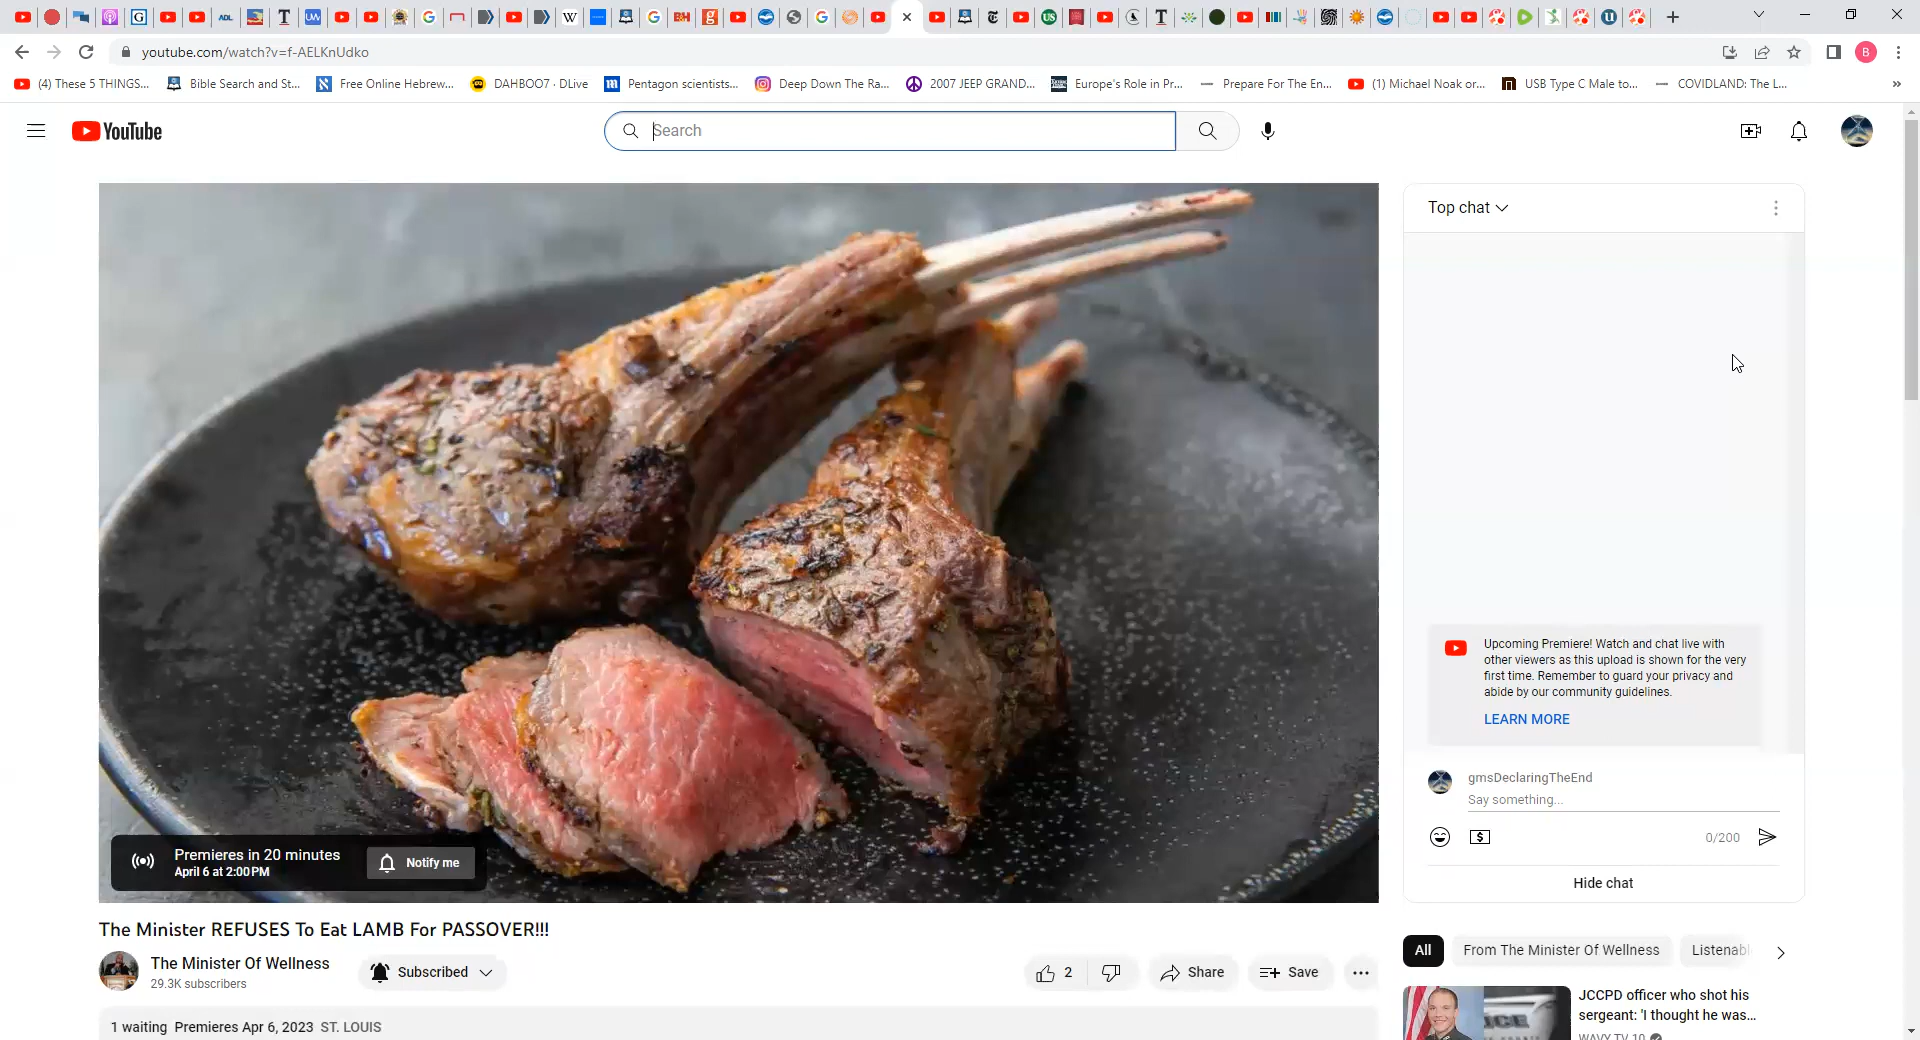 ADL
UW
W
B&H
T
US
T
youtube.com/watch?v=f-AELKnUdko
B
(4) These 5 THINGS...
Bible Search and St...
Free Online Hebrew...
DAHBOO7 · DLive
Pentagon scientists...
Deep Down The Ra...
2007 JEEP GRAND...
Europe's Role in Pr...
Prepare For The En...
(1) Michael Noak or...
USB Type C Male to...
COVIDLAND: The L...
YouTube
Search
Top chat
Upcoming Premiere! Watch and chat live with
other viewers as this upload is shown for the very
first time. Remember to guard your privacy and
abide by our community guidelines.
LEARN MORE
gmsDeclaringTheEnd
Say something...
0/200
Hide chat
Premieres in 20 minutes
April 6 at 2:00 PM
Notify me
The Minister REFUSES To Eat LAMB For PASSOVER!!!
The Minister Of Wellness
29.3K subscribers
Subscribed
2
Share
Save
1 waiting Premieres Apr 6, 2023 ST. LOUIS
All
From The Minister Of Wellness
Listenabl
JCCPD officer who shot his
sergeant: 'I thought he was...
WAVY TV 10